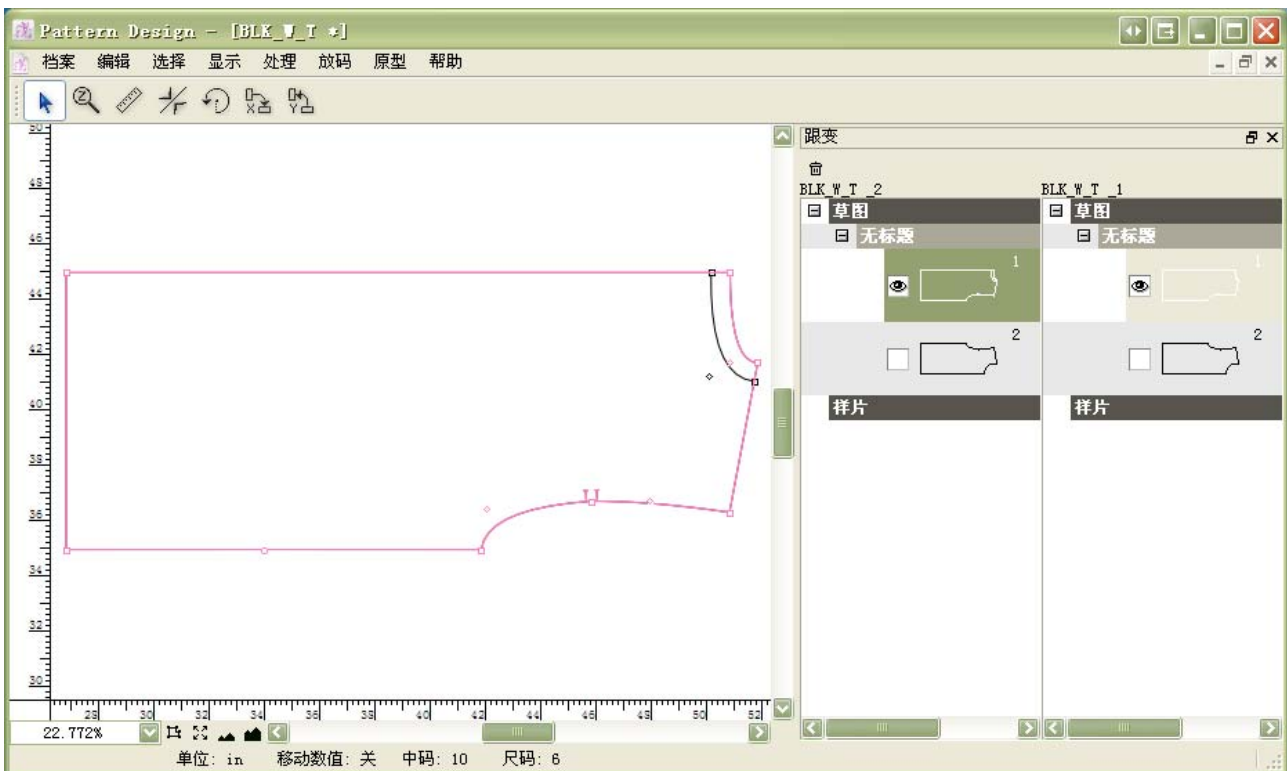 Pattern Design - [BLK_W_T *]
档案 编辑 选择 显示 处理 放码 原型 帮助
Z X Y
跟变
BLK_W_T _2 BLK_W_T _1
草图 草图
无标题 无标题
1 1
2 2
样片 样片
50
48
46
44
42
40
38
36
34
32
30
28 30 32 34 36 38 40 42 44 46 48 50 52
22.772%
单位: in 移动数值: 关 中码: 10 尺码: 6